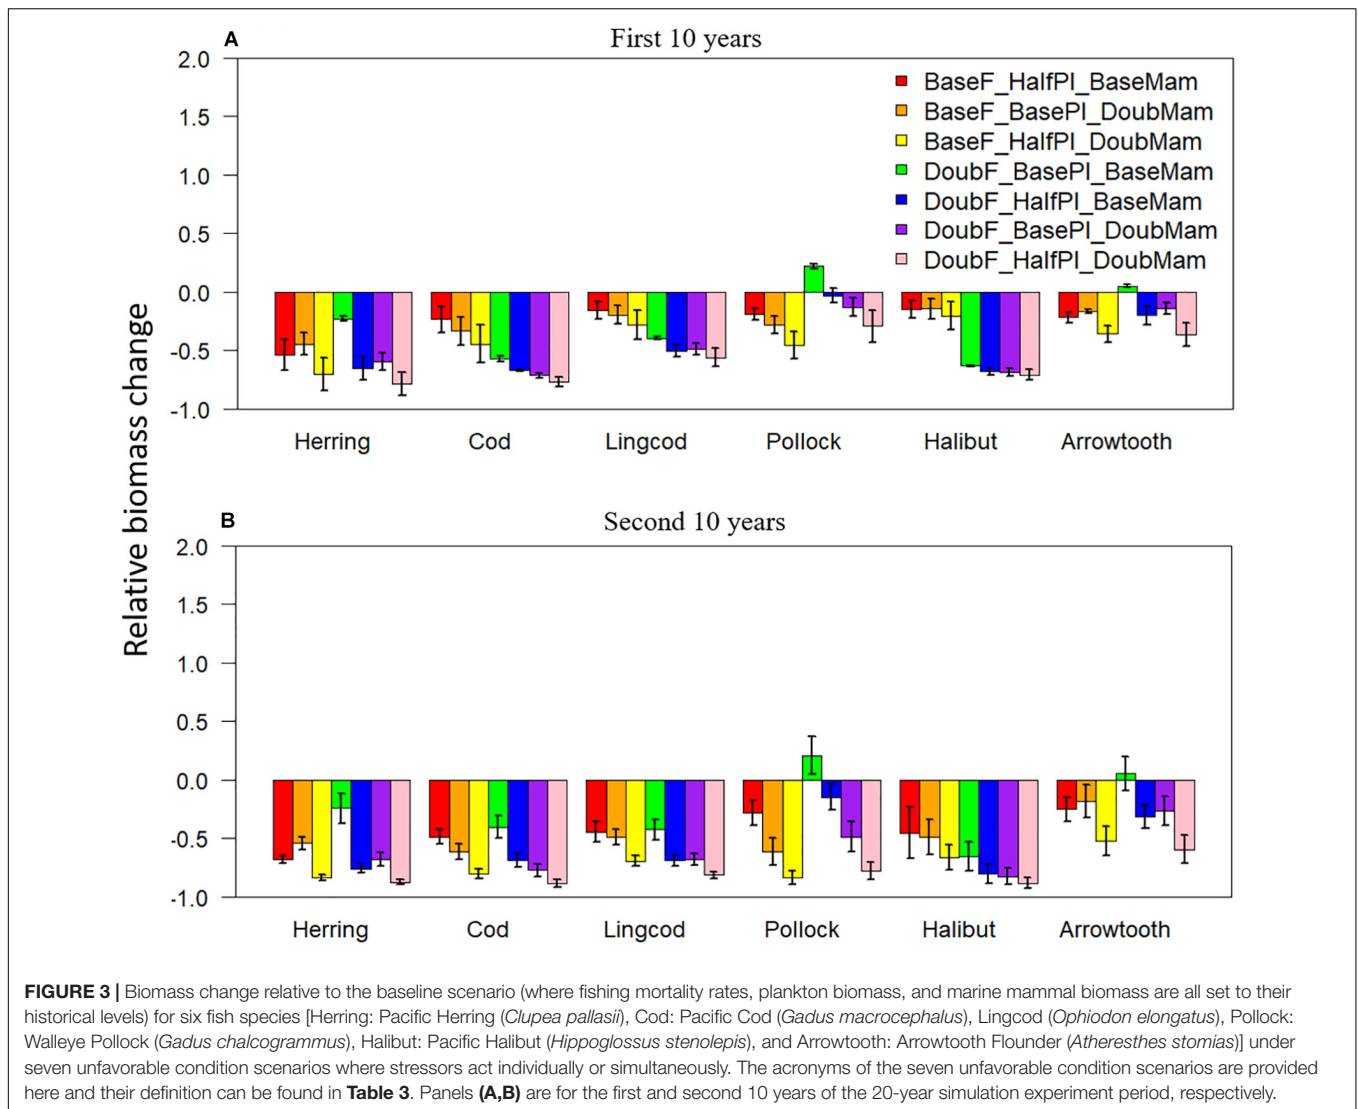 A
First 10 years
2.0
1.5
1.0
0.5
0.0
-0.5
-1.0
BaseF_HalfPl_BaseMam
BaseF_BasePl_DoubMam
BaseF_HalfPl_DoubMam
DoubF_BasePl_BaseMam
DoubF_HalfPl_BaseMam
DoubF_BasePl_DoubMam
DoubF_HalfPl_DoubMam
Herring Cod Lingcod Pollock Halibut Arrowtooth
Relative biomass change
B
Second 10 years
2.0
1.5
1.0
0.5
0.0
-0.5
-1.0
Herring Cod Lingcod Pollock Halibut Arrowtooth
FIGURE 3 | Biomass change relative to the baseline scenario (where fishing mortality rates, plankton biomass, and marine mammal biomass are all set to their
historical levels) for six fish species [Herring: Pacific Herring (Clupea pallasii), Cod: Pacific Cod (Gadus macrocephalus), Lingcod (Ophiodon elongatus), Pollock:
Walleye Pollock (Gadus chalcogrammus), Halibut: Pacific Halibut (Hippoglossus stenolepis), and Arrowtooth: Arrowtooth Flounder (Atheresthes stomias)] under
seven unfavorable condition scenarios where stressors act individually or simultaneously. The acronyms of the seven unfavorable condition scenarios are provided
here and their definition can be found in Table 3. Panels (A,B) are for the first and second 10 years of the 20-year simulation experiment period, respectively.